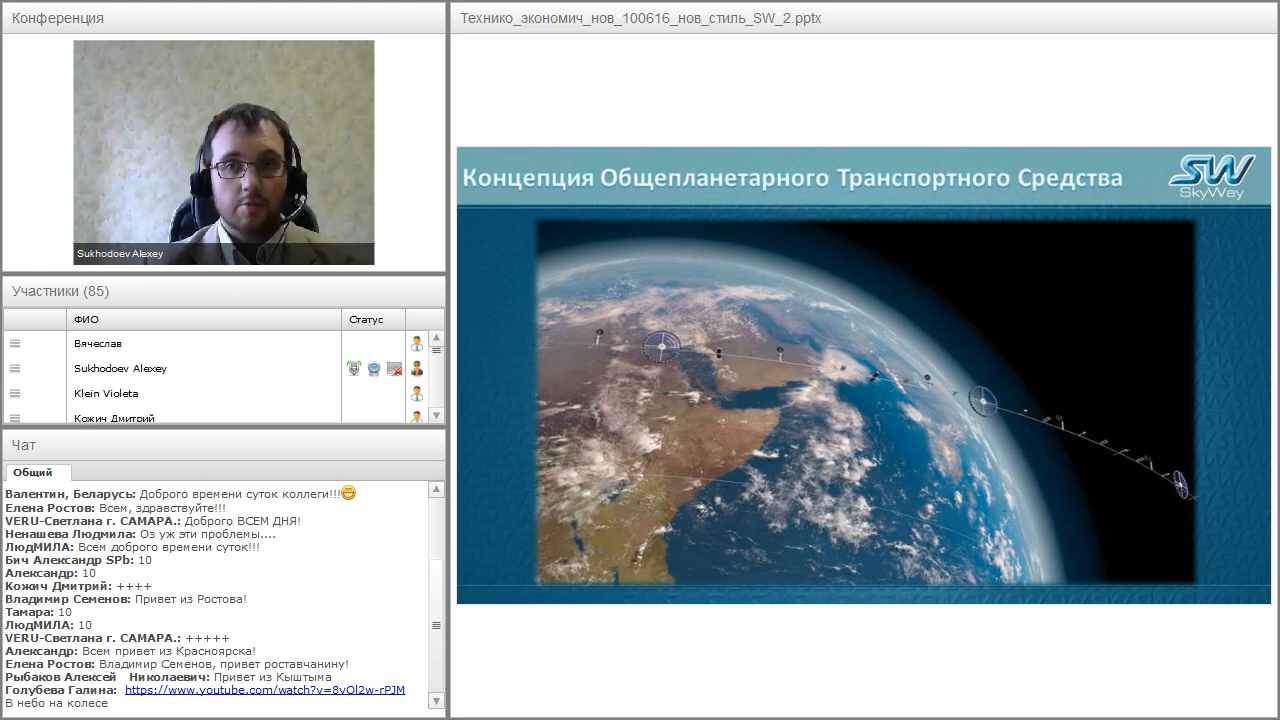 Конференция
Sukhodoev Alexey
Участники (85)
ФИО
Статус
Вячеслав
Sukhodoev Alexey
Klein Violeta
Кожич Дмитрий
Чат
Общий
Валентин, Беларусь: Доброго времени суток коллеги!!!
Елена Ростов: Всем, здравствуйте!!!
VERU-Светлана г. САМАРА.: Доброго ВСЕМ ДНЯ!
Ненашева Людмила: Оз уж эти проблемы....
ЛюдМИЛА: Всем доброго времени суток!!!
Бич Александр SPb: 10
Александр: 10
Кожич Дмитрий: ++++
Владимир Семенов: Привет из Ростова!
Тамара: 10
ЛюдМИЛА: 10
VERU-Светлана г. САМАРА.: +++++
Александр: Всем привет из Красноярска!
Елена Ростов: Владимир Семенов, привет роставчанину!
Рыбаков Алексей Николаевич: Привет из Кыштыма
Голубева Галина: https://www.youtube.com/watch?v=8vOl2w-rPJM
В небо на колесе
Технико_экономич_нов_100616_нов_стиль_SW_2.pptx
Концепция Общепланетарного Транспортного Средства
SW
SkyWay